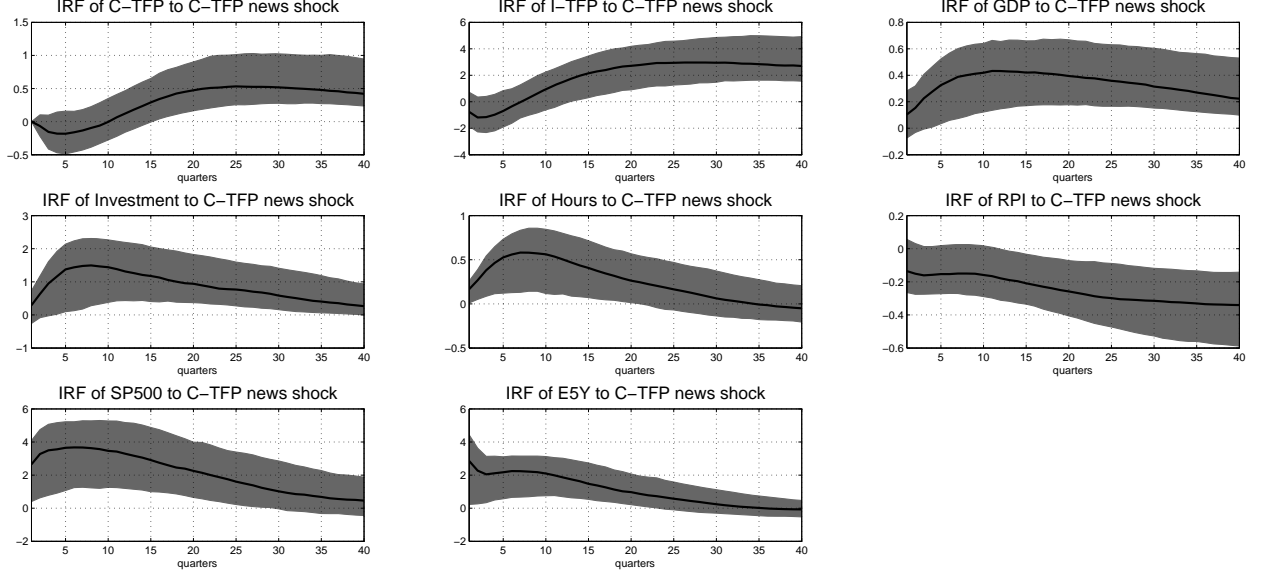 IRF of C−TFP to C−TFP news shock
1.5
1
0.5
0
−0.5
5 10 15 20 25 30 35 40
quarters
IRF of I−TFP to C−TFP news shock
6
4
2
0
−2
−4
5 10 15 20 25 30 35 40
quarters
IRF of GDP to C−TFP news shock
0.8
0.6
0.4
0.2
0
−0.2
5 10 15 20 25 30 35 40
quarters
IRF of Investment to C−TFP news shock
3
2
1
0
−1
5 10 15 20 25 30 35 40
quarters
IRF of Hours to C−TFP news shock
1
0.5
0
−0.5
5 10 15 20 25 30 35 40
quarters
IRF of RPI to C−TFP news shock
0.2
0
−0.2
−0.4
−0.6
5 10 15 20 25 30 35 40
quarters
IRF of SP500 to C−TFP news shock
6
4
2
0
−2
5 10 15 20 25 30 35 40
quarters
IRF of E5Y to C−TFP news shock
6
4
2
0
−2
5 10 15 20 25 30 35 40
quarters